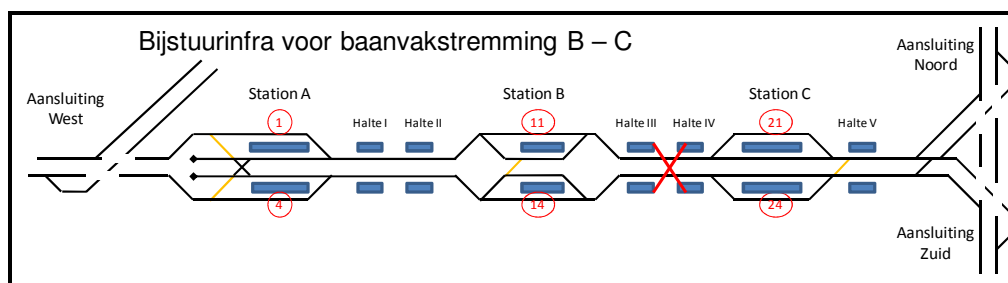 Bijstuurinfra voor baanvakstremming B – C
Aansluiting
Noord
Aansluiting
West
Station A
Station B
Station C
1
Halte I
Halte II
11
Halte III
Halte IV
21
Halte V
4
14
24
Aansluiting
Zuid